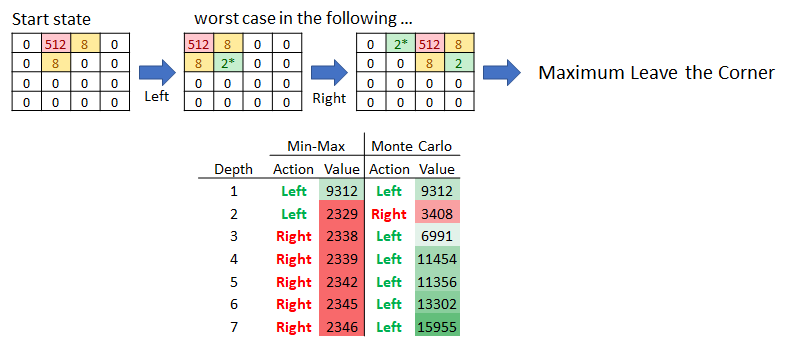 Start state worst case in the following ...
0 512 8 0 512 8 0 0 0 2* 512 8
0 8 0 0 8 2* 0 0 0 0 8 2
0 0 0 0 0 0 0 0 0 0 0 0
0 0 0 0 0 0 0 0 0 0 0 0
Left Right Maximum Leave the Corner
Min-Max Monte Carlo
Depth Action Value Action Value
1 Left 9312 Left 9312
2 Left 2329 Right 3408
3 Right 2338 Left 6991
4 Right 2339 Left 11454
5 Right 2342 Left 11356
6 Right 2345 Left 13302
7 Right 2346 Left 15955